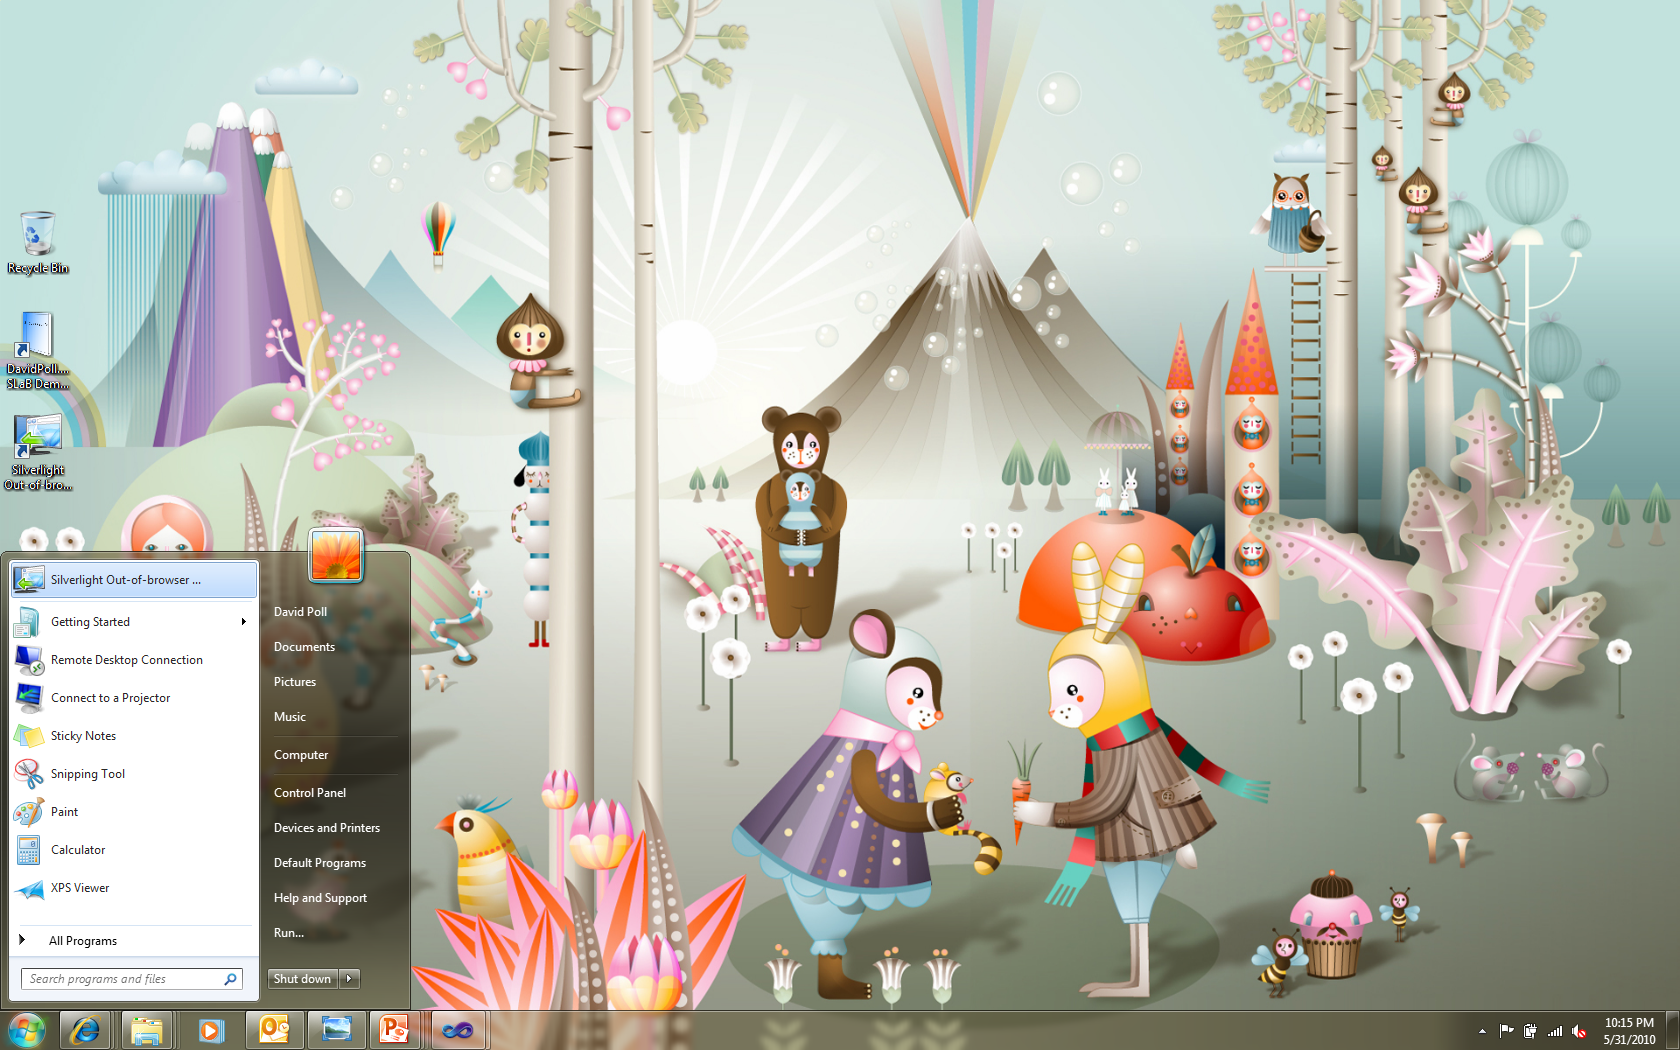 Recycle Bin
DavidPoll....
SLaB Dem...
Silverlight
Out-of-bro...
Silverlight Out-of-browser ...
Getting Started
Remote Desktop Connection
Connect to a Projector
Sticky Notes
Snipping Tool
Paint
Calculator
XPS Viewer
All Programs
Search programs and files
David Poll
Documents
Pictures
Music
Computer
Control Panel
Devices and Printers
Default Programs
Help and Support
Run...
Shut down
10:15 PM
5/31/2010